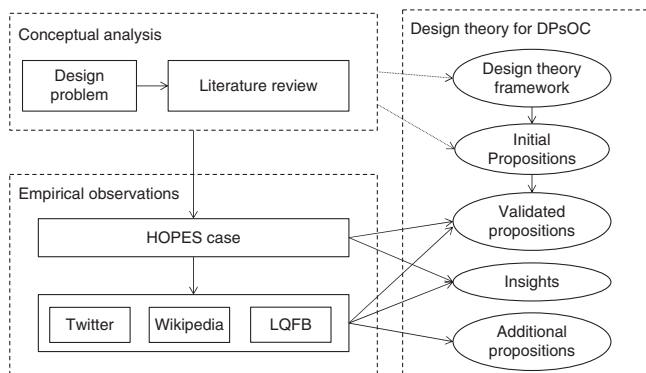 Conceptual analysis
Design
problem
Literature review
Empirical observations
HOPES case
Twitter
Wikipedia
LQFB
Design theory for DPsOC
Design theory
framework
Initial
Propositions
Validated
propositions
Insights
Additional
propositions